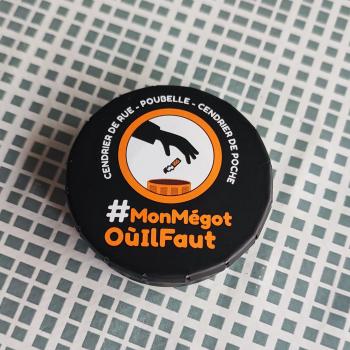 CENDRIER DE RUE - POUBELLE - CENDRIER DE POCHE
#MonMégot
OùIlFaut